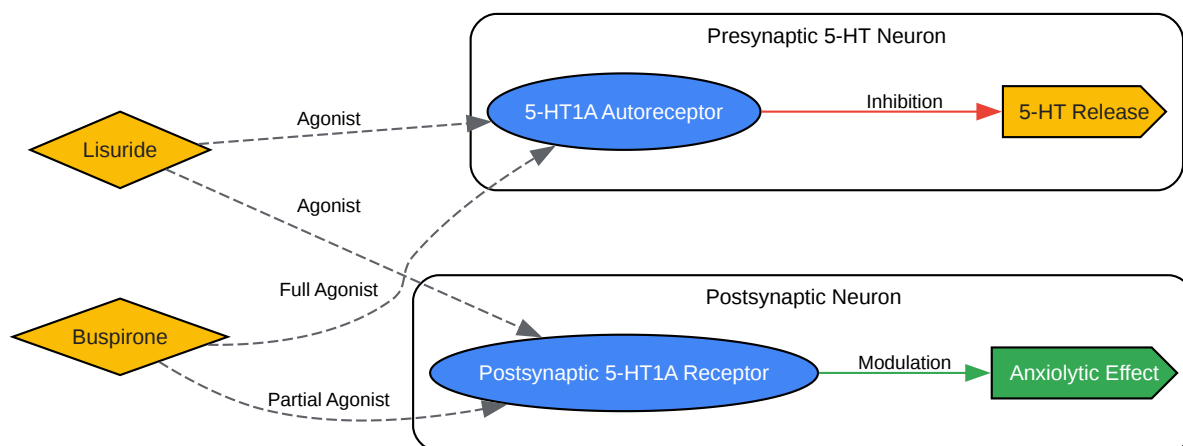 Presynaptic 5-HT Neuron
5-HT1A Autoreceptor
Inhibition
5-HT Release
Agonist
Lisuride
Agonist
Full Agonist
Postsynaptic Neuron
Buspirone
Postsynaptic 5-HT1A Receptor
Modulation
Anxiolytic Effect
Partial Agonist